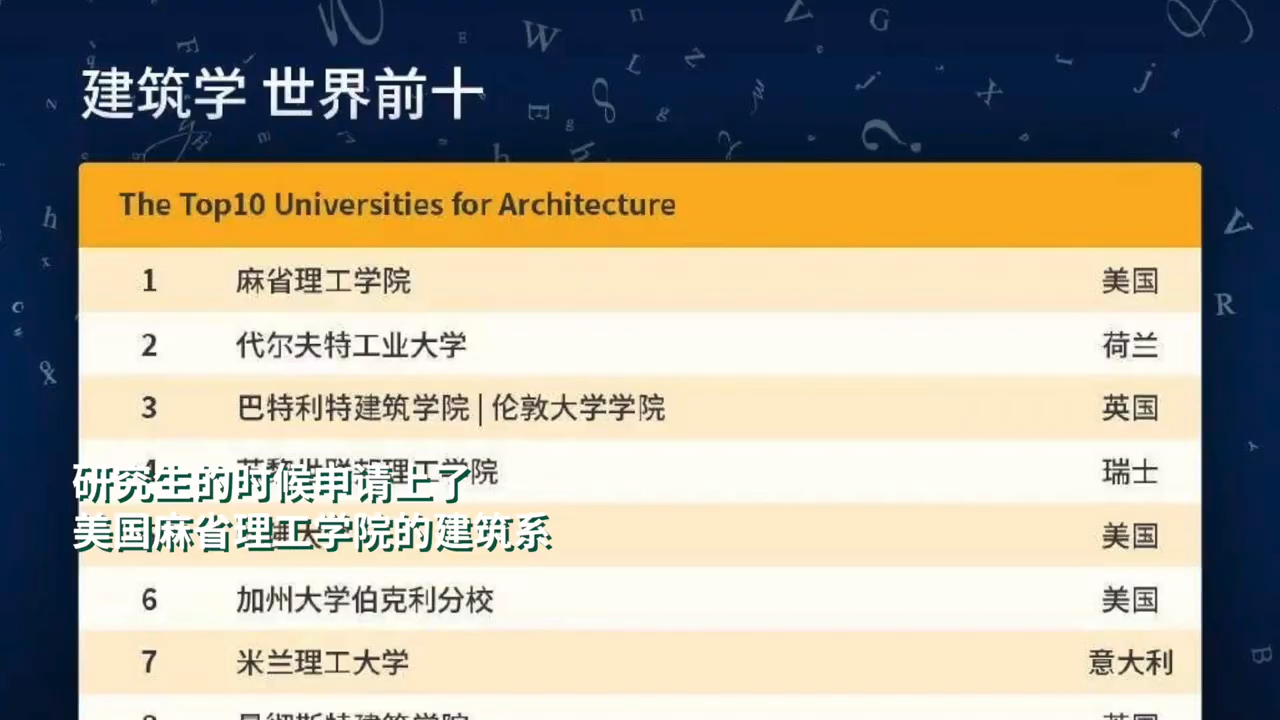 建筑学 世界前十
The Top10 Universities for Architecture
1 麻省理工学院 美国
2 代尔夫特工业大学 荷兰
3 巴特利特建筑学院 | 伦敦大学学院 英国
理工学院 瑞士
研究生的时候申请上了
美国麻省理工学院的建筑系
美国
6 加州大学伯克利分校 美国
7 米兰理工大学 意大利